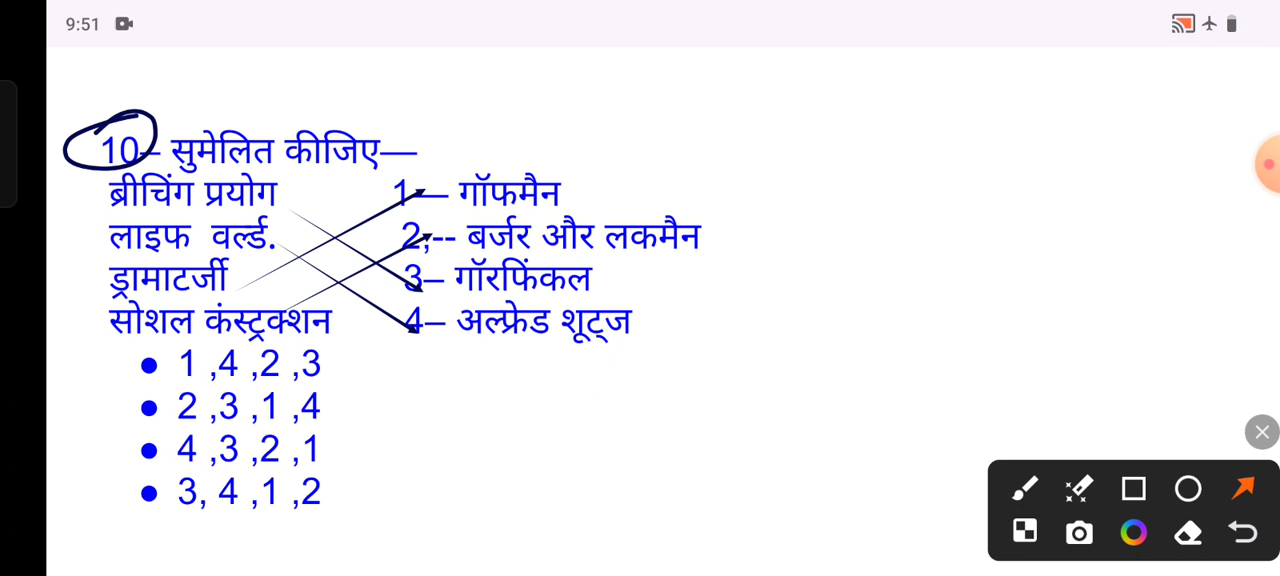 9:51
10– सुमेलित कीजिए—
ब्रीचिंग प्रयोग 1— गॉफमैन
लाइफ वर्ल्ड. 2,-- बर्जर और लकमैन
ड्रामाटर्जी 3– गॉरफिंकल
सोशल कंस्ट्रक्शन 4– अल्फ्रेड शूट्ज
● 1 ,4 ,2 ,3
● 2 ,3 ,1 ,4
● 4 ,3 ,2 ,1
● 3, 4 ,1 ,2